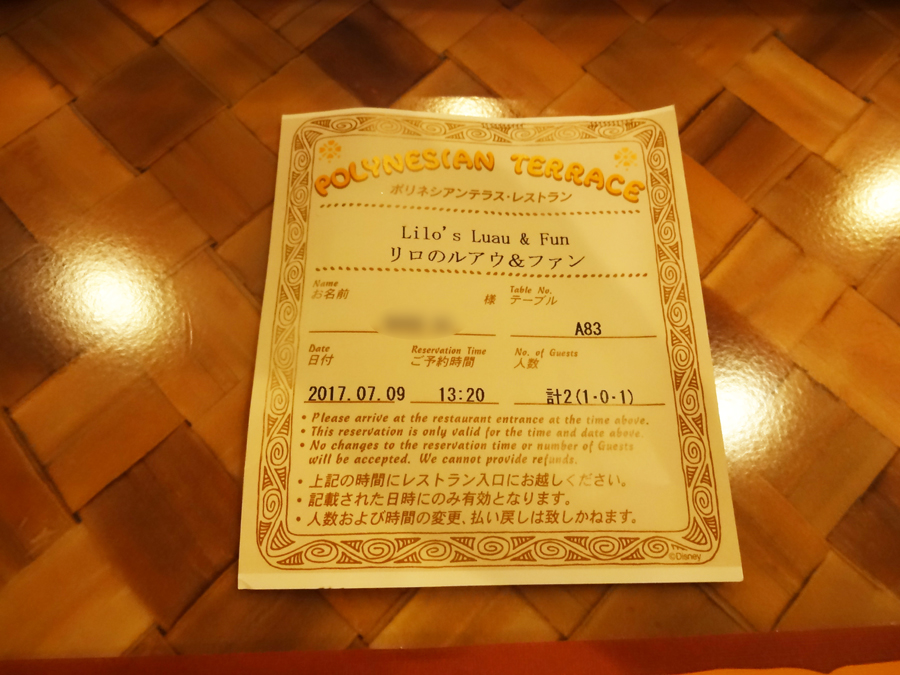 POLYNESIAN TERRACE
ポリネシアンテラス・レストラン
Lilo's Luau & Fun
リロのルアウ&ファン
Name
お名前
様
Table No.
テーブル
A83
Date
日付
Reservation Time
ご予約時間
No. of Guests
人数
2017.07.09
13:20
計2(1-0-1)
• Please arrive at the restaurant entrance at the time above.
• This reservation is only valid for the time and date above.
• No changes to the reservation time or number of Guests
will be accepted. We cannot provide refunds.
• 上記の時間にレストラン入口にお越しください。
• 記載された日時にのみ有効となります。
• 人数および時間の変更、払い戻しは致しかねます。
©Disney